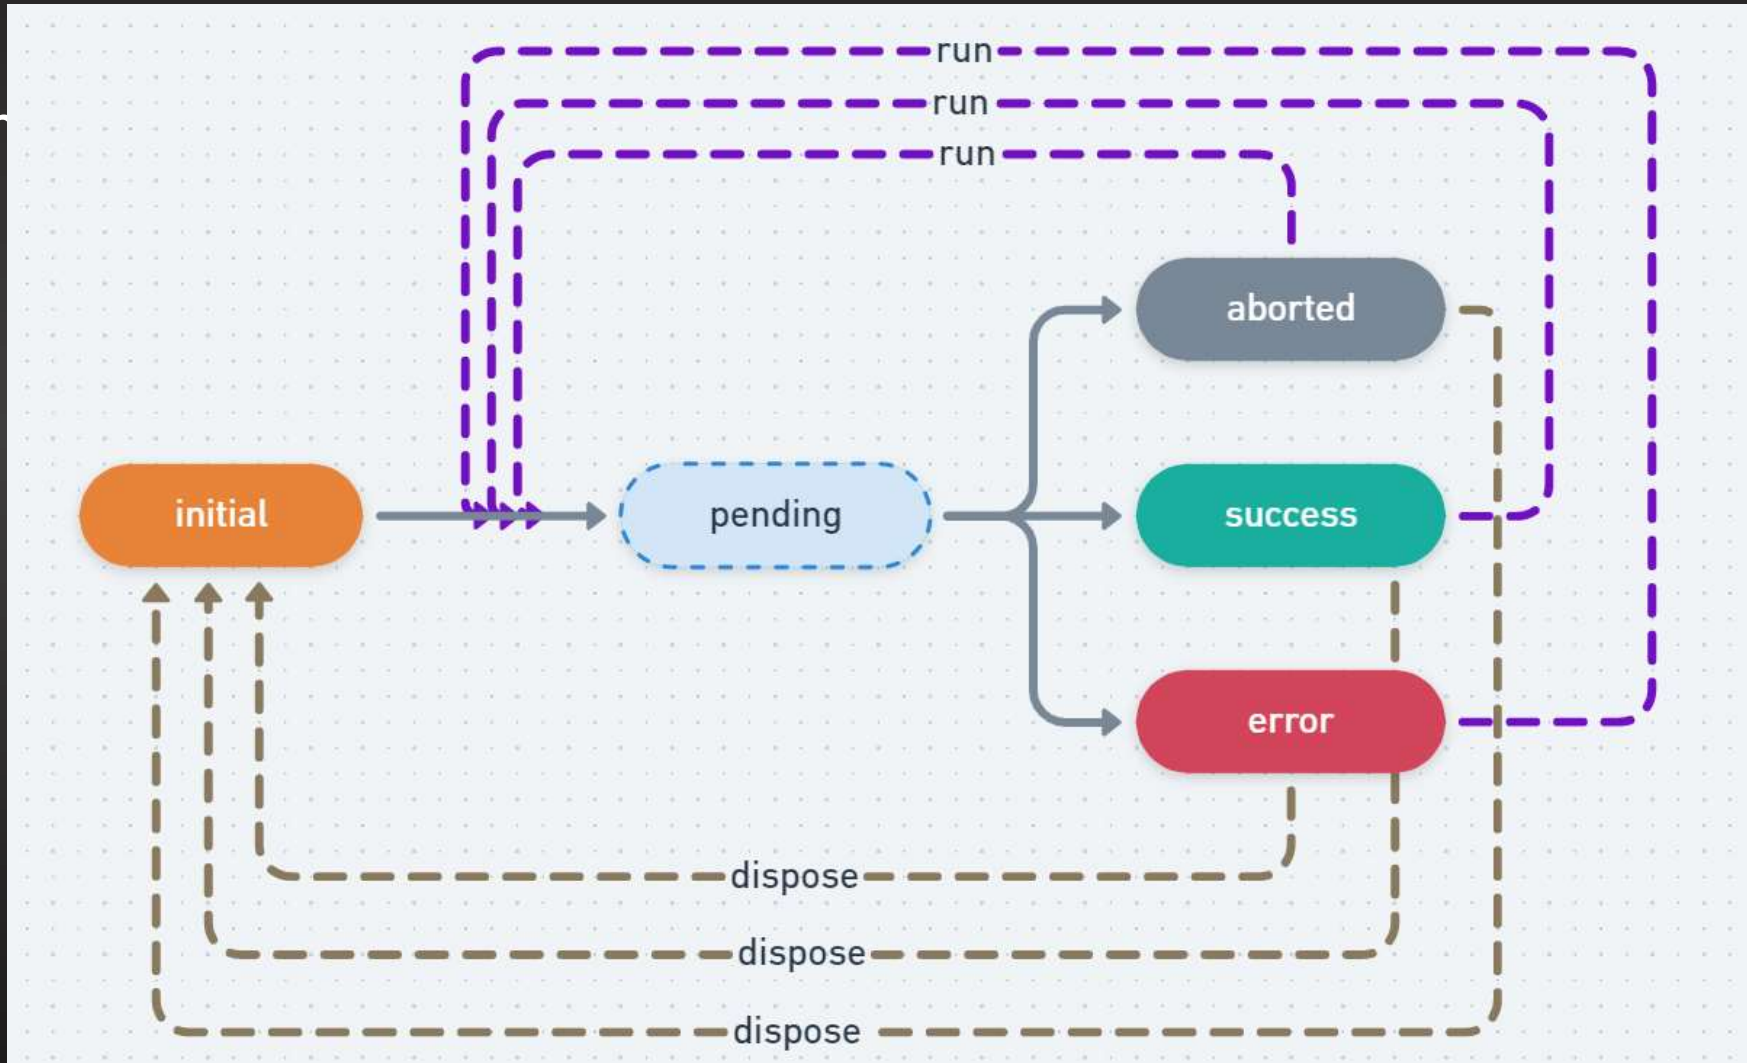 run
run
run
aborted
initial
pending
success
error
dispose
dispose
dispose